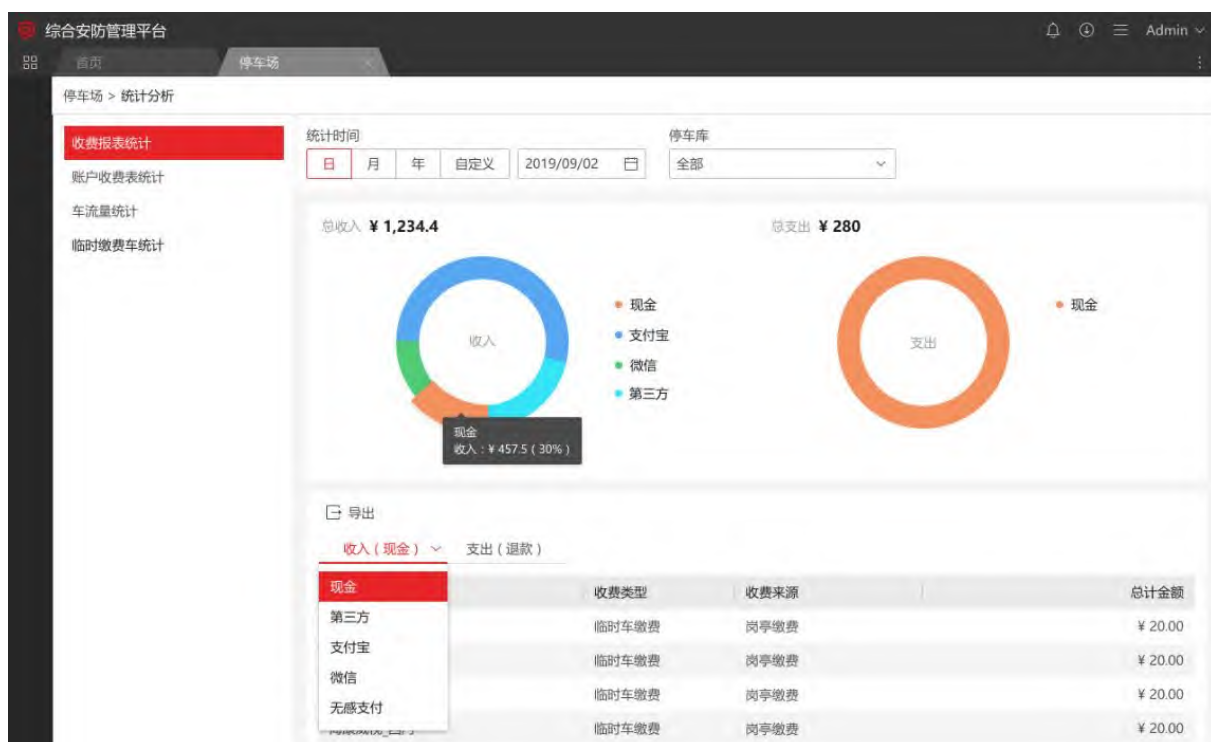 综合安防管理平台
Admin
首页
停车场
停车场 > 统计分析
收费报表统计
账户收费表统计
车流量统计
临时缴费车统计
统计时间
日 月 年 自定义 2019/09/02
停车库
全部
总收入 ¥ 1,234.4
收入
现金
支付宝
微信
第三方
现金
收入：¥ 457.5 ( 30% )
总支出 ¥ 280
支出
现金
导出
收入 ( 现金 ) 支出 ( 退款 )
现金
第三方
支付宝
微信
无感支付
收费类型 收费来源 总计金额
临时车缴费 岗亭缴费 ¥ 20.00
临时车缴费 岗亭缴费 ¥ 20.00
临时车缴费 岗亭缴费 ¥ 20.00
临时车缴费 岗亭缴费 ¥ 20.00